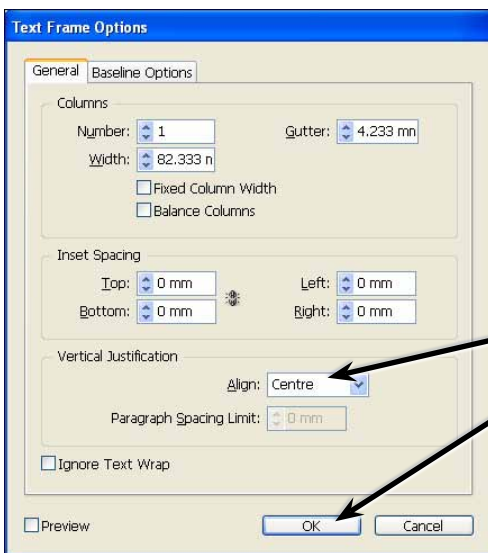 Text Frame Options
General Baseline Options
Columns
Number: 1 Gutter: 4.233 mn
Width: 82.333 n
Fixed Column Width
Balance Columns
Inset Spacing
Top: 0 mm Left: 0 mm
Bottom: 0 mm Right: 0 mm
Vertical Justification
Align: Centre
Paragraph Spacing Limit: 0 mm
Ignore Text Wrap
Preview OK Cancel